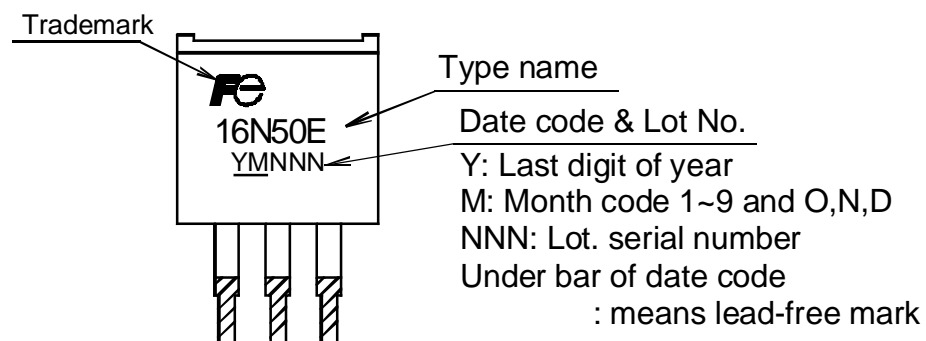 Trademark
Fe
16N50E
YMNNN
Type name
Date code & Lot No.
Y: Last digit of year
M: Month code 1~9 and O,N,D
NNN: Lot. serial number
Under bar of date code
: means lead-free mark